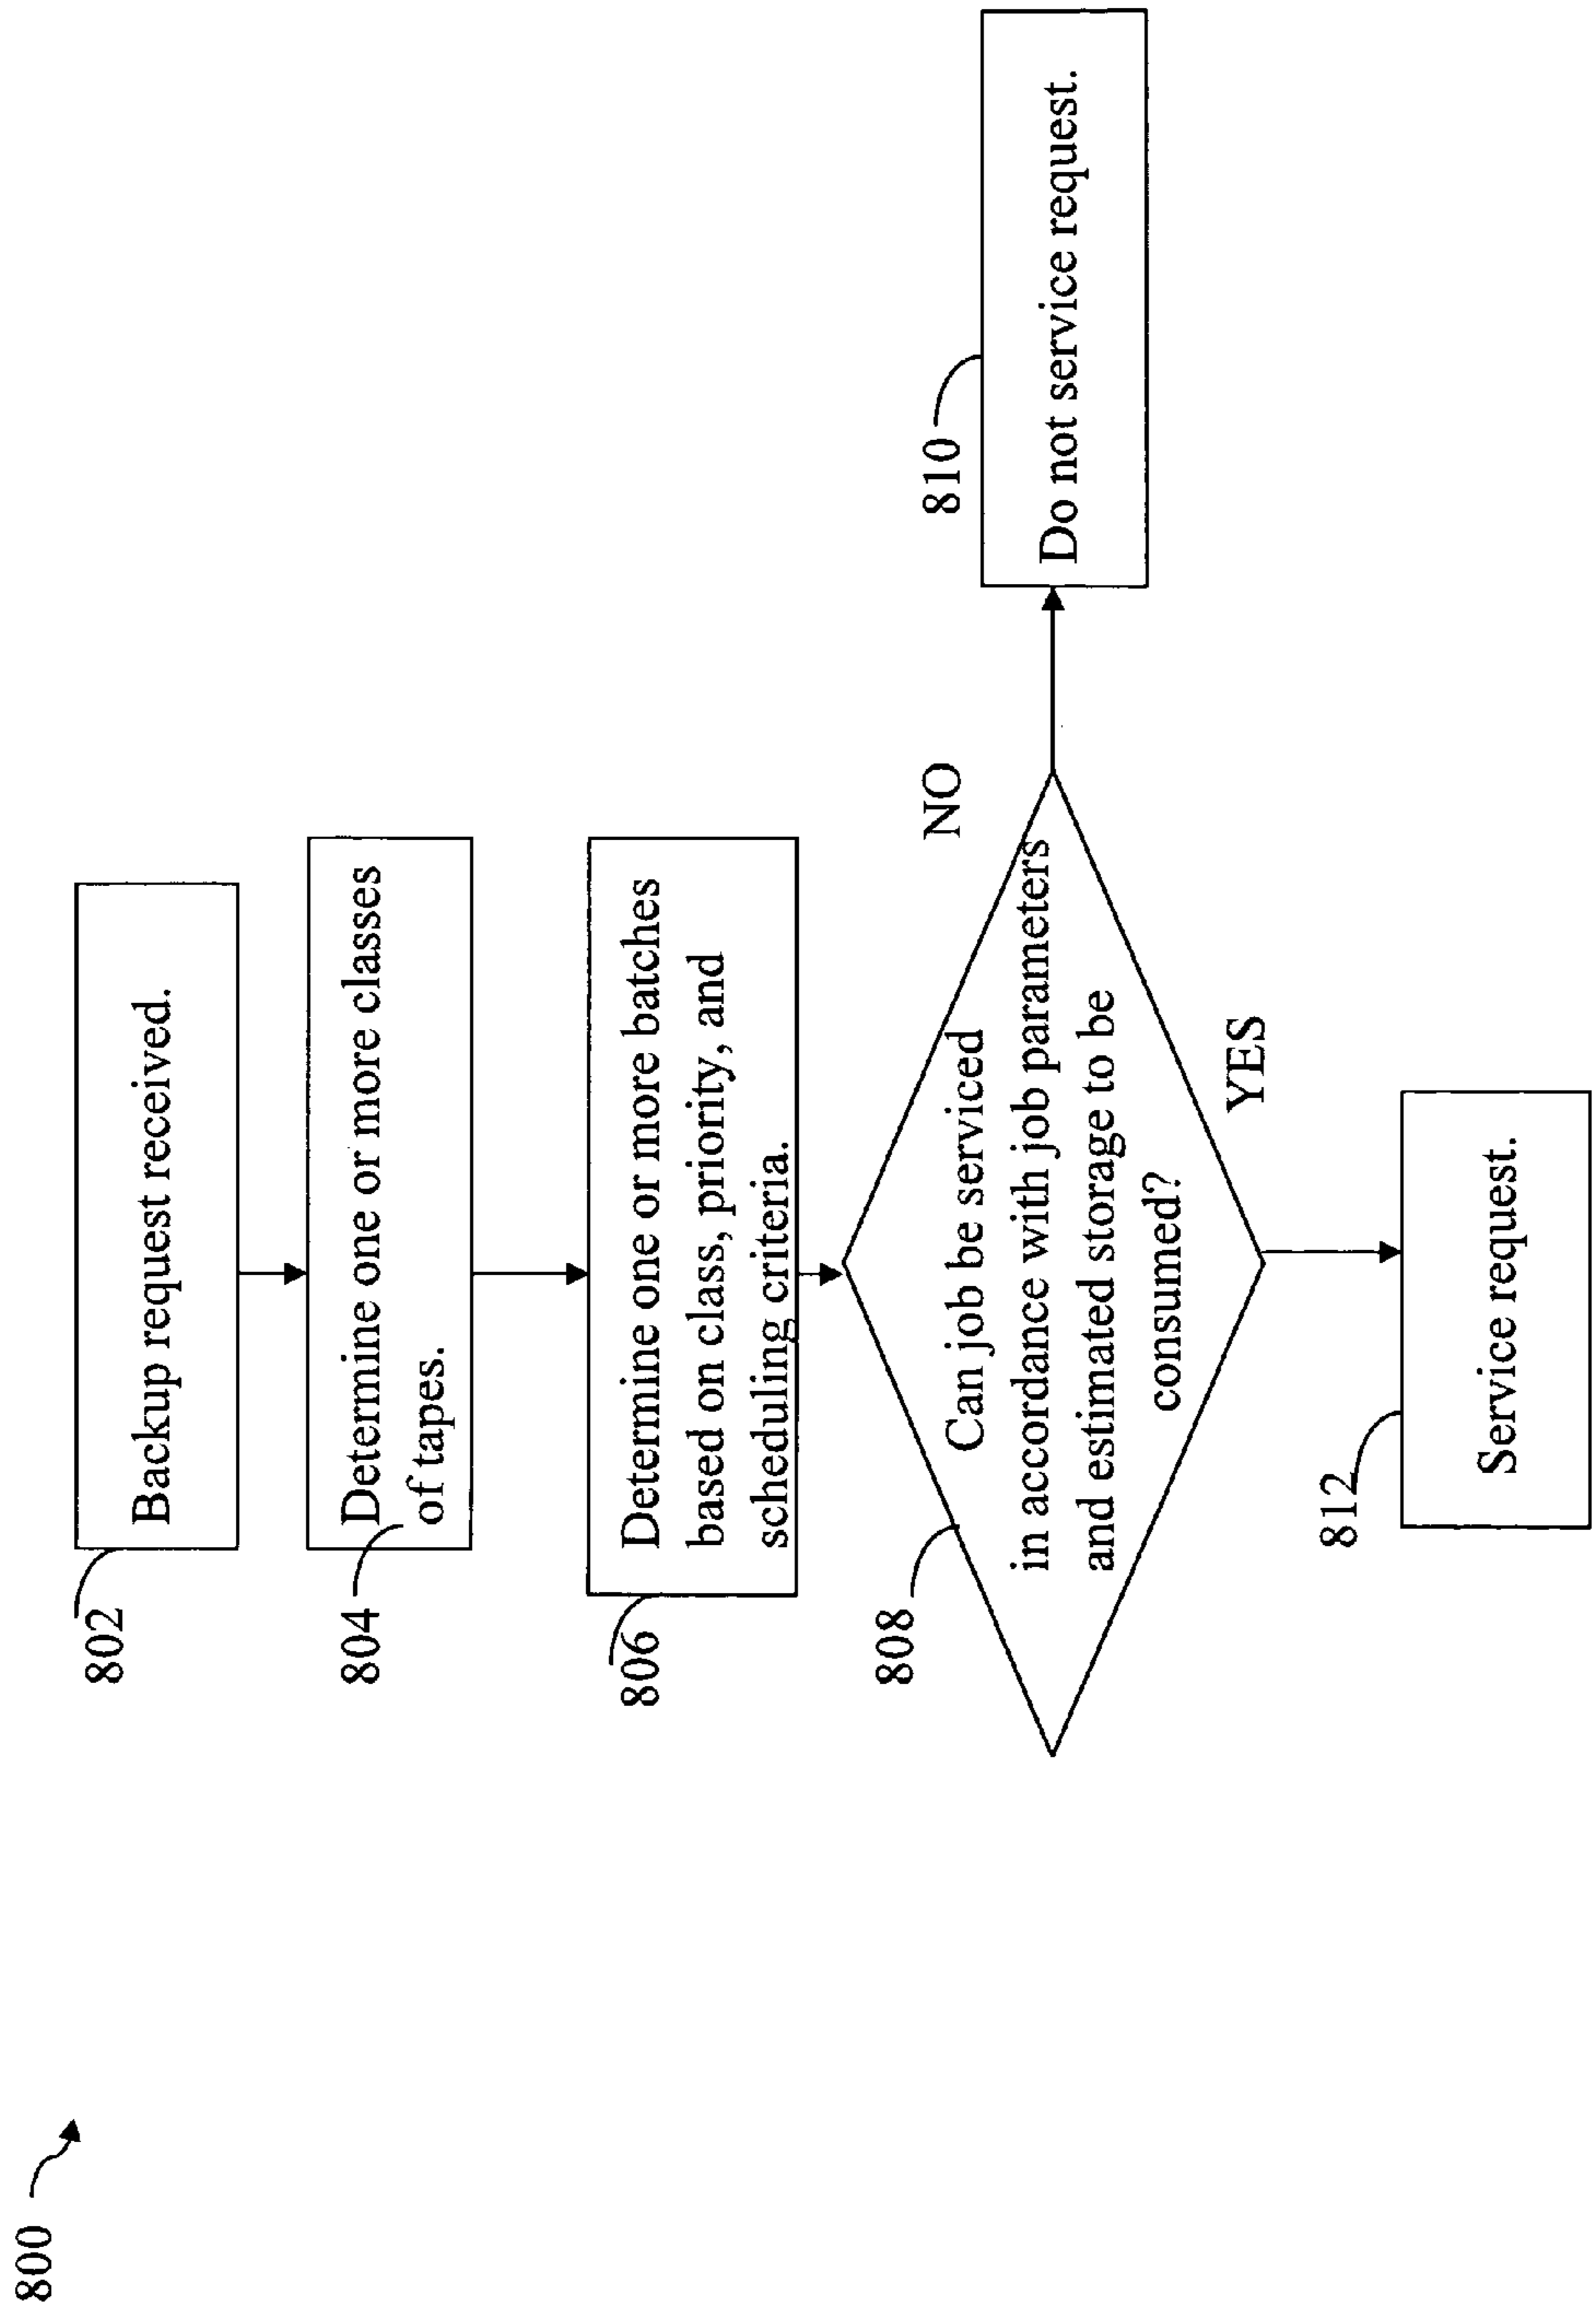 800
802
Backup request received.
804
Determine one or more classes
of tapes.
806
Determine one or more batches
based on class, priority, and
scheduling criteria.
808
Can job be serviced
in accordance with job parameters
and estimated storage to be
consumed?
NO
810
Do not service request.
YES
812
Service request.